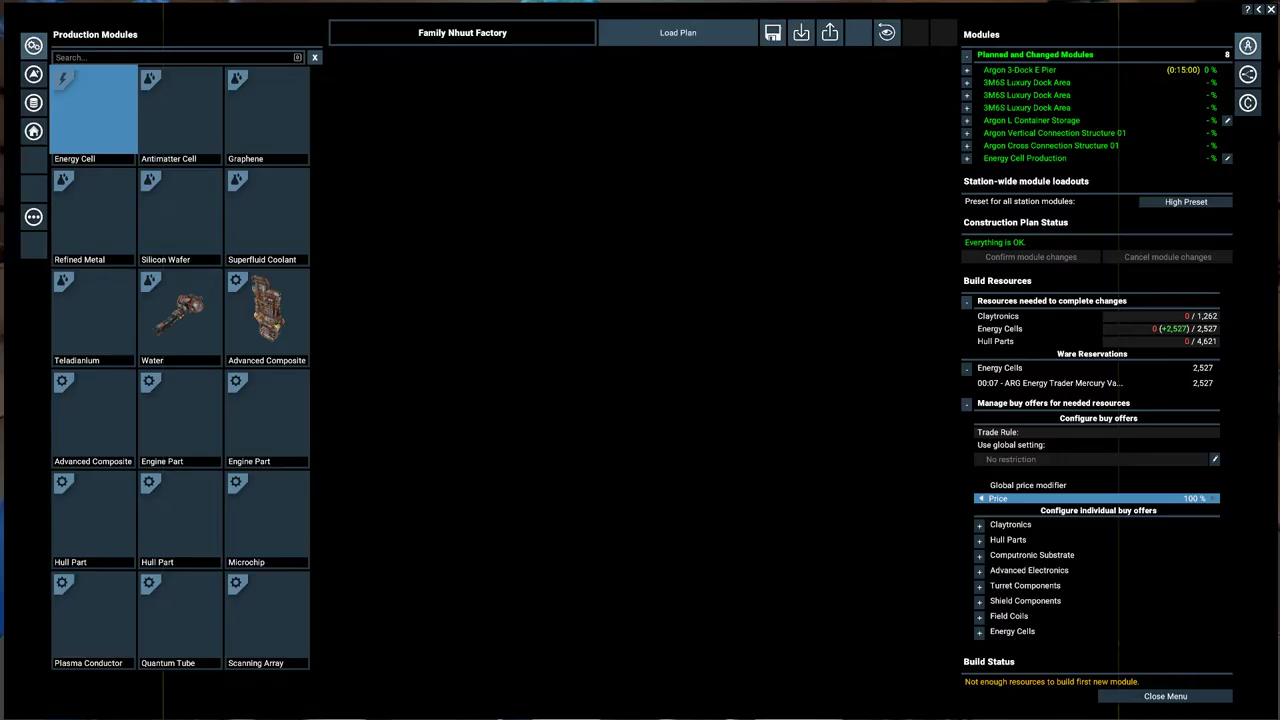 Production Modules
Search...
x
Energy Cell
Antimatter Cell
Graphene
Refined Metal
Silicon Wafer
Superfluid Coolant
Teladianium
Water
Advanced Composite
Advanced Composite
Engine Part
Engine Part
Hull Part
Hull Part
Microchip
Plasma Conductor
Quantum Tube
Scanning Array
Family Nhuut Factory
Load Plan
Modules
- Planned and Changed Modules 8
+ Argon 3-Dock E Pier (0:15:00) 0 %
+ 3M6S Luxury Dock Area - %
+ 3M6S Luxury Dock Area - %
+ 3M6S Luxury Dock Area - %
+ Argon L Container Storage - %
+ Argon Vertical Connection Structure 01 - %
+ Argon Cross Connection Structure 01 - %
+ Energy Cell Production - %
Station-wide module loadouts
Preset for all station modules: High Preset
Construction Plan Status
Everything is OK.
Confirm module changes Cancel module changes
Build Resources
- Resources needed to complete changes
Claytronics 0 / 1,262
Energy Cells 0 (+2,527) / 2,527
Hull Parts 0 / 4,621
Ware Reservations
- Energy Cells 2,527
00:07 - ARG Energy Trader Mercury Va... 2,527
- Manage buy offers for needed resources
Configure buy offers
Trade Rule:
Use global setting:
No restriction
Global price modifier
Price 100 %
Configure individual buy offers
+ Claytronics
+ Hull Parts
+ Computronic Substrate
+ Advanced Electronics
+ Turret Components
+ Shield Components
+ Field Coils
+ Energy Cells
Build Status
Not enough resources to build first new module.
Close Menu